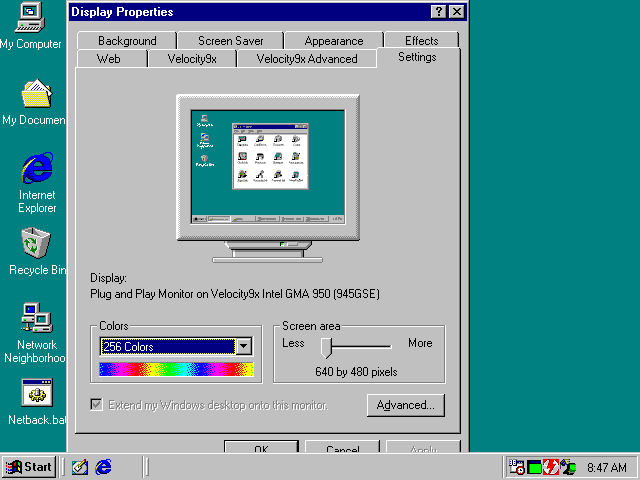 Display Properties
My Computer
My Documen
Internet
Explorer
Recycle Bin
Network
Neighborhoo
Netback.bat
Background
Screen Saver
Appearance
Effects
Web
Velocity9x
Velocity9x Advanced
Settings
Display:
Plug and Play Monitor on Velocity9x Intel GMA 950 (945GSE)
Colors
256 Colors
Screen area
Less
More
640 by 480 pixels
Extend my Windows desktop onto this monitor.
Advanced...
OK
Cancel
Apply
Start
8:47 AM